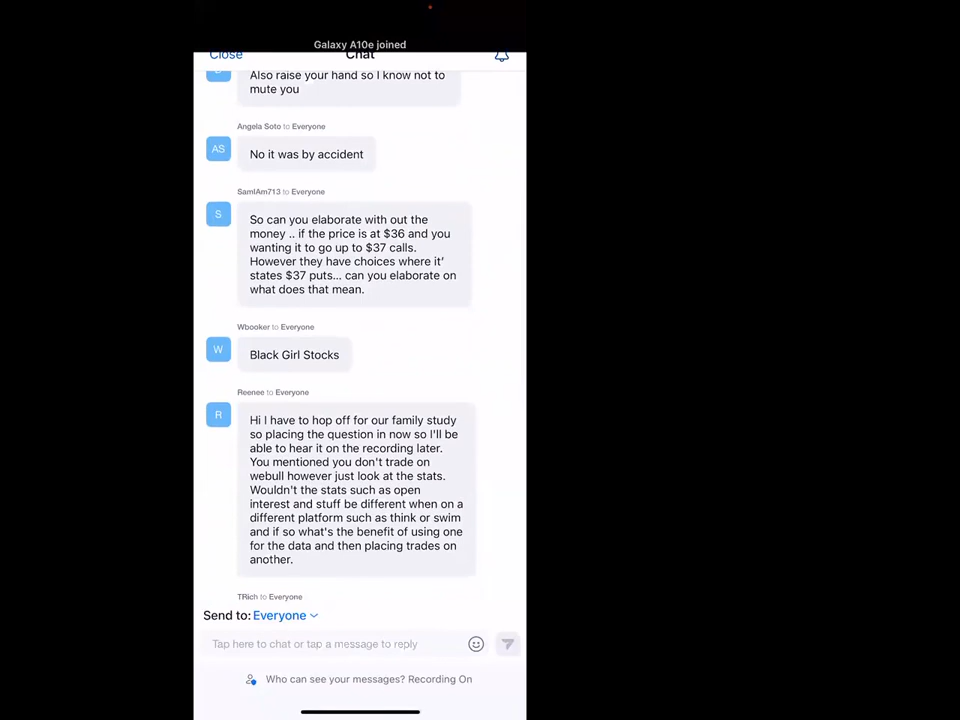 Galaxy A10e joined
Close
Chat
Also raise your hand so I know not to
mute you
Angela Soto to Everyone
AS
No it was by accident
SamIAm713 to Everyone
S
So can you elaborate with out the
money .. if the price is at $36 and you
wanting it to go up to $37 calls.
However they have choices where it'
states $37 puts... can you elaborate on
what does that mean.
Wbooker to Everyone
W
Black Girl Stocks
Reenee to Everyone
R
Hi I have to hop off for our family study
so placing the question in now so I'll be
able to hear it on the recording later.
You mentioned you don't trade on
webull however just look at the stats.
Wouldn't the stats such as open
interest and stuff be different when on a
different platform such as think or swim
and if so what's the benefit of using one
for the data and then placing trades on
another.
TRich to Everyone
Send to: Everyone
Tap here to chat or tap a message to reply
Who can see your messages? Recording On